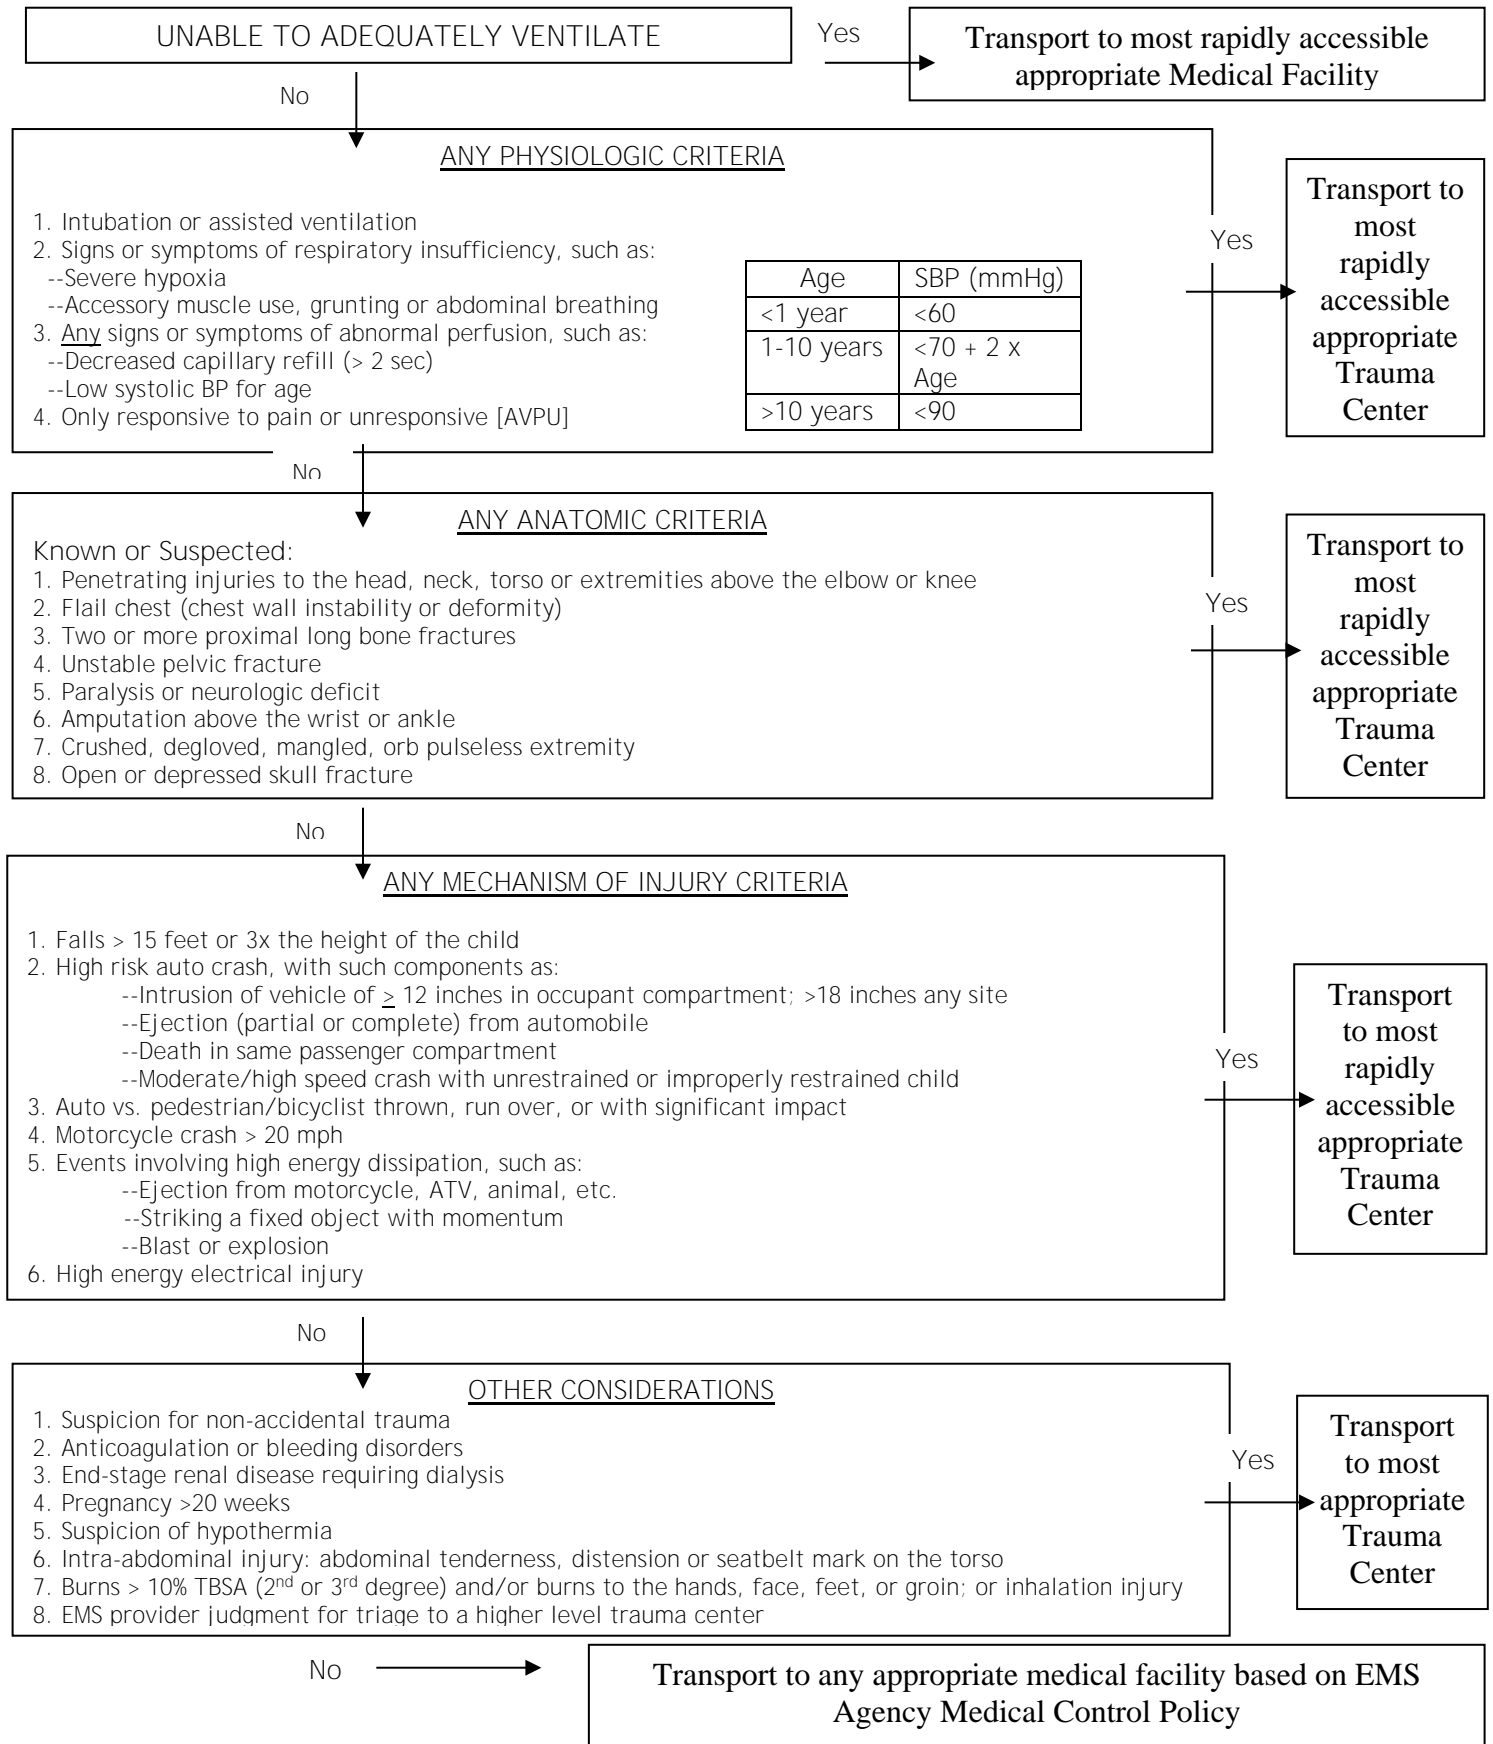 UNABLE TO ADEQUATELY VENTILATE
Yes
Transport to most rapidly accessible
appropriate Medical Facility
No
ANY PHYSIOLOGIC CRITERIA
1. Intubation or assisted ventilation
2. Signs or symptoms of respiratory insufficiency, such as:
--Severe hypoxia
--Accessory muscle use, grunting or abdominal breathing
3. Any signs or symptoms of abnormal perfusion, such as:
--Decreased capillary refill (> 2 sec)
--Low systolic BP for age
4. Only responsive to pain or unresponsive [AVPU]
Age SBP (mmHg)
<1 year <60
1-10 years <70 + 2 x
Age
>10 years <90
Yes
Transport to
most
rapidly
accessible
appropriate
Trauma
Center
No
ANY ANATOMIC CRITERIA
Known or Suspected:
1. Penetrating injuries to the head, neck, torso or extremities above the elbow or knee
2. Flail chest (chest wall instability or deformity)
3. Two or more proximal long bone fractures
4. Unstable pelvic fracture
5. Paralysis or neurologic deficit
6. Amputation above the wrist or ankle
7. Crushed, degloved, mangled, orb pulseless extremity
8. Open or depressed skull fracture
Yes
Transport to
most
rapidly
accessible
appropriate
Trauma
Center
No
ANY MECHANISM OF INJURY CRITERIA
1. Falls > 15 feet or 3x the height of the child
2. High risk auto crash, with such components as:
--Intrusion of vehicle of ≥ 12 inches in occupant compartment; >18 inches any site
--Ejection (partial or complete) from automobile
--Death in same passenger compartment
--Moderate/high speed crash with unrestrained or improperly restrained child
3. Auto vs. pedestrian/bicyclist thrown, run over, or with significant impact
4. Motorcycle crash > 20 mph
5. Events involving high energy dissipation, such as:
--Ejection from motorcycle, ATV, animal, etc.
--Striking a fixed object with momentum
--Blast or explosion
6. High energy electrical injury
Yes
Transport
to most
rapidly
accessible
appropriate
Trauma
Center
No
OTHER CONSIDERATIONS
1. Suspicion for non-accidental trauma
2. Anticoagulation or bleeding disorders
3. End-stage renal disease requiring dialysis
4. Pregnancy >20 weeks
5. Suspicion of hypothermia
6. Intra-abdominal injury: abdominal tenderness, distension or seatbelt mark on the torso
7. Burns > 10% TBSA (2nd or 3rd degree) and/or burns to the hands, face, feet, or groin; or inhalation injury
8. EMS provider judgment for triage to a higher level trauma center
Yes
Transport
to most
appropriate
Trauma
Center
No
Transport to any appropriate medical facility based on EMS
Agency Medical Control Policy